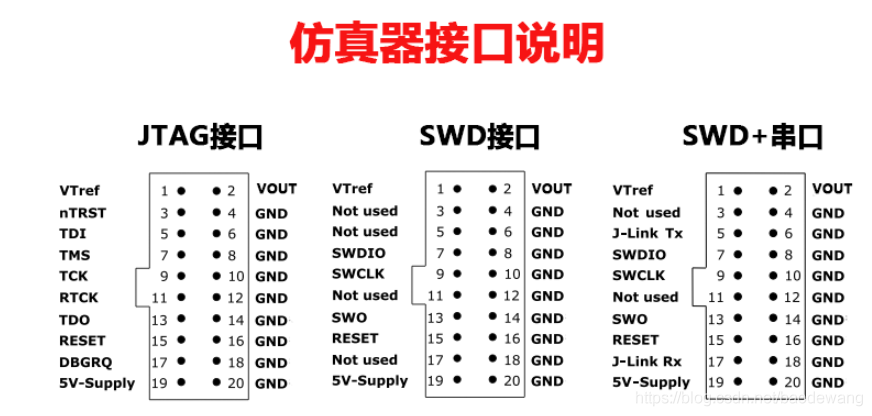 仿真器接口说明
JTAG接口 SWD接口 SWD+串口
VTref 1 2 VOUT VTref 1 2 VOUT VTref 1 2 VOUT
nTRST 3 4 GND Not used 3 4 GND Not used 3 4 GND
TDI 5 6 GND Not used 5 6 GND J-Link Tx 5 6 GND
TMS 7 8 GND SWDIO 7 8 GND SWDIO 7 8 GND
TCK 9 10 GND SWCLK 9 10 GND SWCLK 9 10 GND
RTCK 11 12 GND Not used 11 12 GND Not used 11 12 GND
TDO 13 14 GND SWO 13 14 GND SWO 13 14 GND
RESET 15 16 GND RESET 15 16 GND RESET 15 16 GND
DBGRQ 17 18 GND Not used 17 18 GND J-Link Rx 17 18 GND
5V-Supply 19 20 GND 5V-Supply 19 20 GND 5V-Supply 19 20 GND